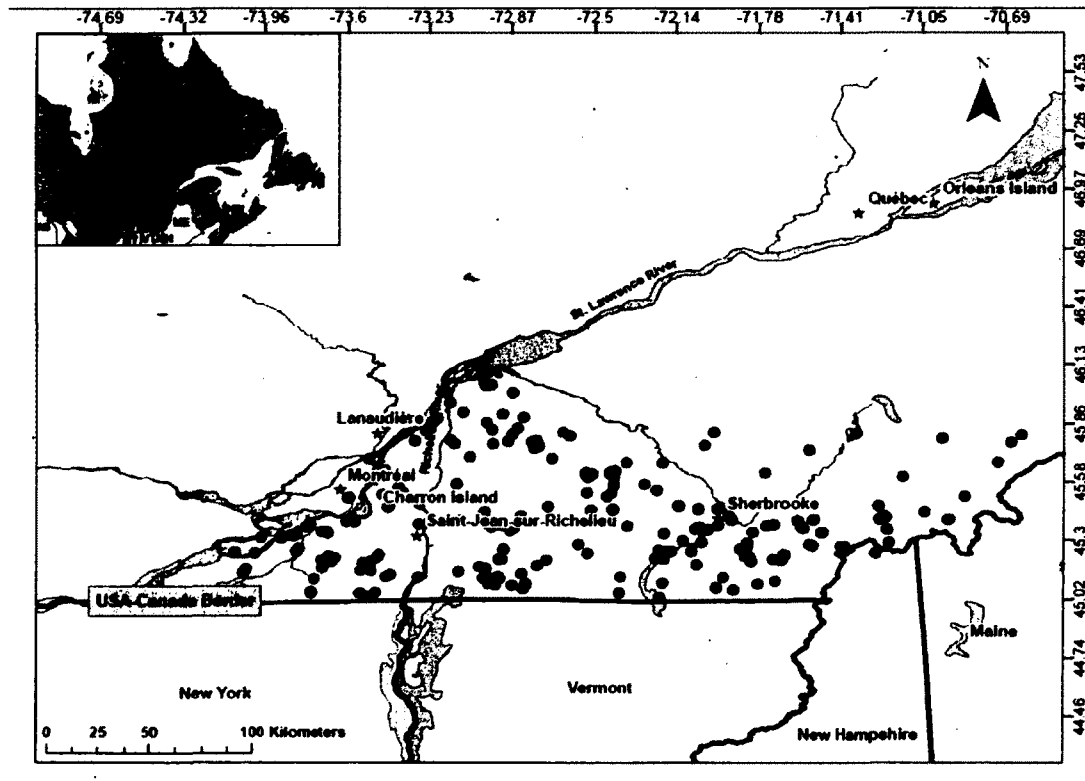 -74.69 -74.32 -71.96 -73.6 -73.23 -72.87 -72.5 -72.14 -71.78 -71.41 -71.05 -70.69
N
47.53
47.25
46.97
46.69
46.41
46.13
45.86
45.58
45.3
45.02
44.74
44.46
ME
Québec
Orleans Island
St. Lawrence River
Lanaudière
Montréal
Charron Island
Saint-Jean-sur-Richelieu
Sherbrooke
USA-Canada Border
Maine
New York
Vermont
New Hampshire
0 25 50 100 Kilometers